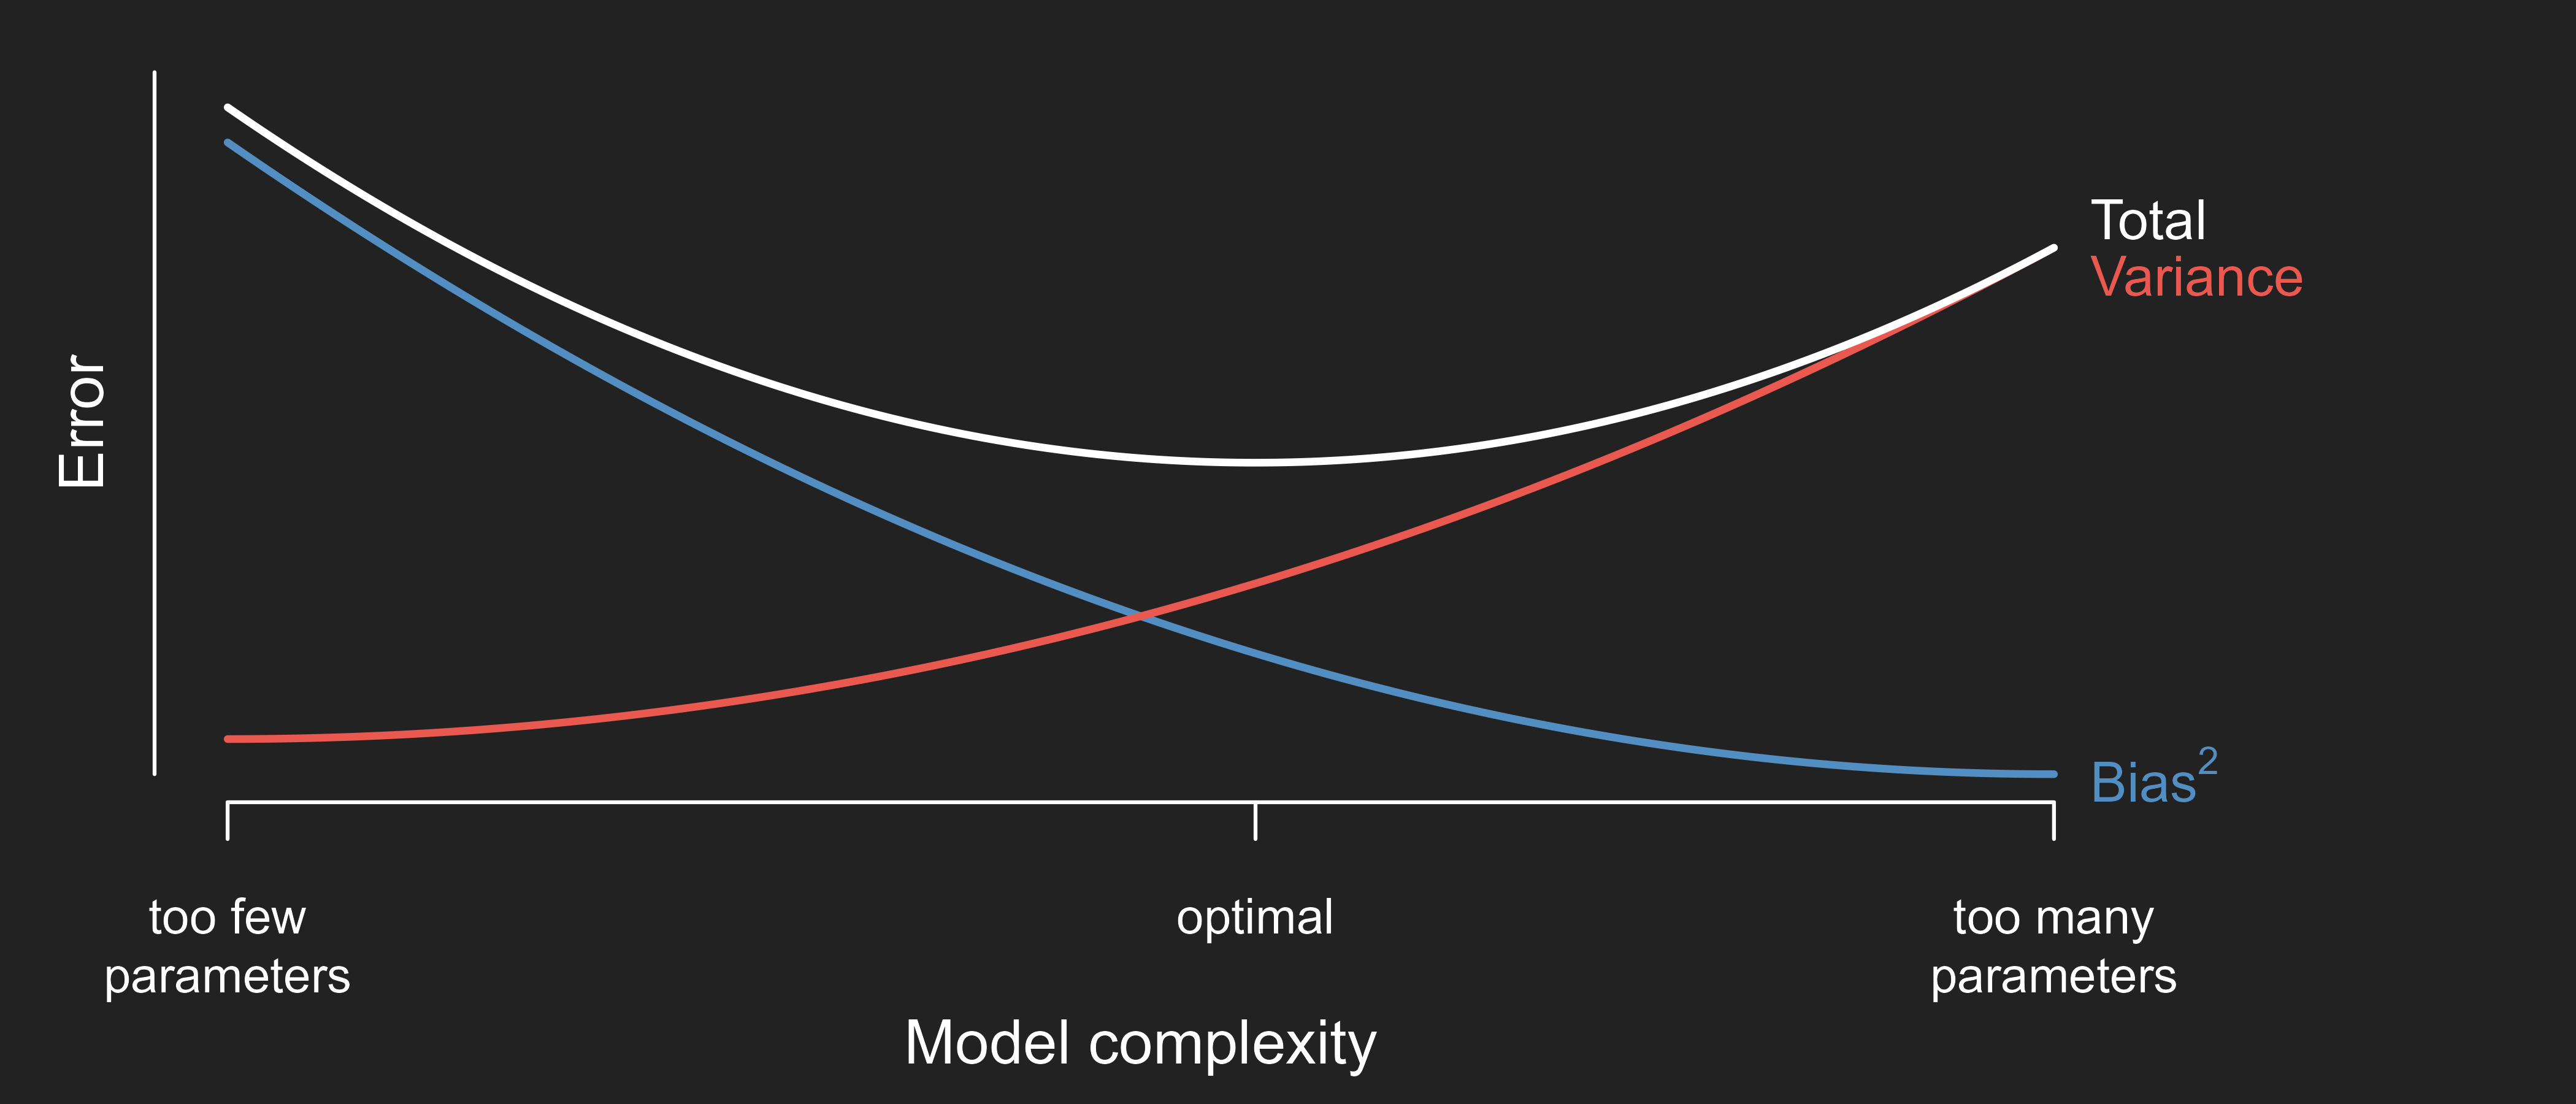 Error
Total
Variance
Bias²
too few
parameters
optimal
too many
parameters
Model complexity